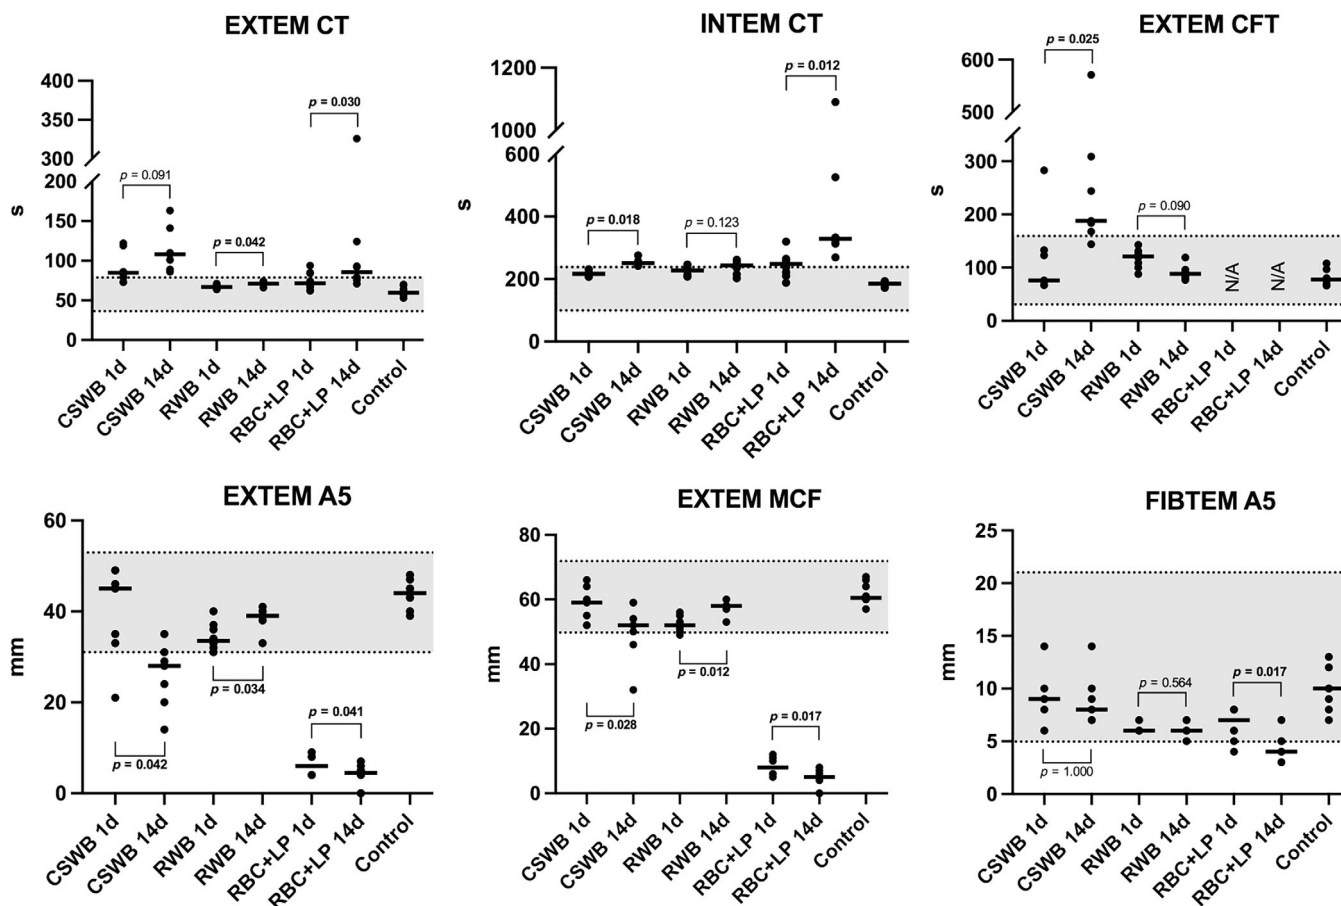 EXTEM CT
400
350
300
200
150
100
50
0
s
p = 0.091
p = 0.042
p = 0.030
CSWB 1d
CSWB 14d
RWB 1d
RWB 14d
RBC+LP 1d
RBC+LP 14d
Control
INTEM CT
1200
1000
600
400
200
0
s
p = 0.018
p = 0.123
p = 0.012
CSWB 1d
CSWB 14d
RWB 1d
RWB 14d
RBC+LP 1d
RBC+LP 14d
Control
EXTEM CFT
600
500
300
200
100
0
s
p = 0.025
p = 0.090
N/A
N/A
CSWB 1d
CSWB 14d
RWB 1d
RWB 14d
RBC+LP 1d
RBC+LP 14d
Control
EXTEM A5
60
40
20
0
mm
p = 0.042
p = 0.034
p = 0.041
CSWB 1d
CSWB 14d
RWB 1d
RWB 14d
RBC+LP 1d
RBC+LP 14d
Control
EXTEM MCF
80
60
40
20
0
mm
p = 0.028
p = 0.012
p = 0.017
CSWB 1d
CSWB 14d
RWB 1d
RWB 14d
RBC+LP 1d
RBC+LP 14d
Control
FIBTEM A5
25
20
15
10
5
0
mm
p = 1.000
p = 0.564
p = 0.017
CSWB 1d
CSWB 14d
RWB 1d
RWB 14d
RBC+LP 1d
RBC+LP 14d
Control